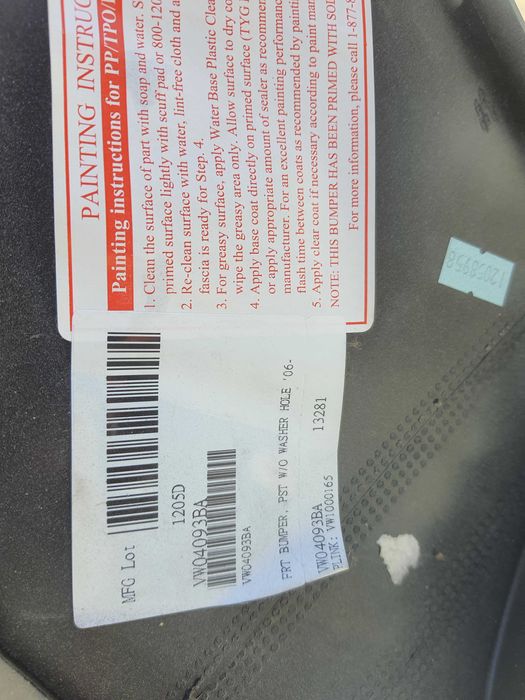 PAINTING INSTRUC
Painting instructions for PP/TPO/
1. Clean the surface of part with soap and water. S
primed surface lightly with scuff pad or 800-120
2. Re-clean surface with water, lint-free cloth and a
fascia is ready for Step. 4.
3. For greasy surface, apply Water Base Plastic Clea
wipe the greasy area only. Allow surface to dry co
4. Apply base coat directly on primed surface (TYG
or apply appropriate amount of sealer as recommen
manufacturer. For an excellent painting performanc
flash time between coats as recommended by painti
5. Apply clear coat if necessary according to paint mar
NOTE: THIS BUMPER HAS BEEN PRIMED WITH SOL
For more information, please call 1-877-8
MFG Lot
1205D
VW04093BA
VW04093BA
FRT BUMPER, PST W/O WASHER HOLE '06-
VW04093BA 13281
PLINK: VW1000165